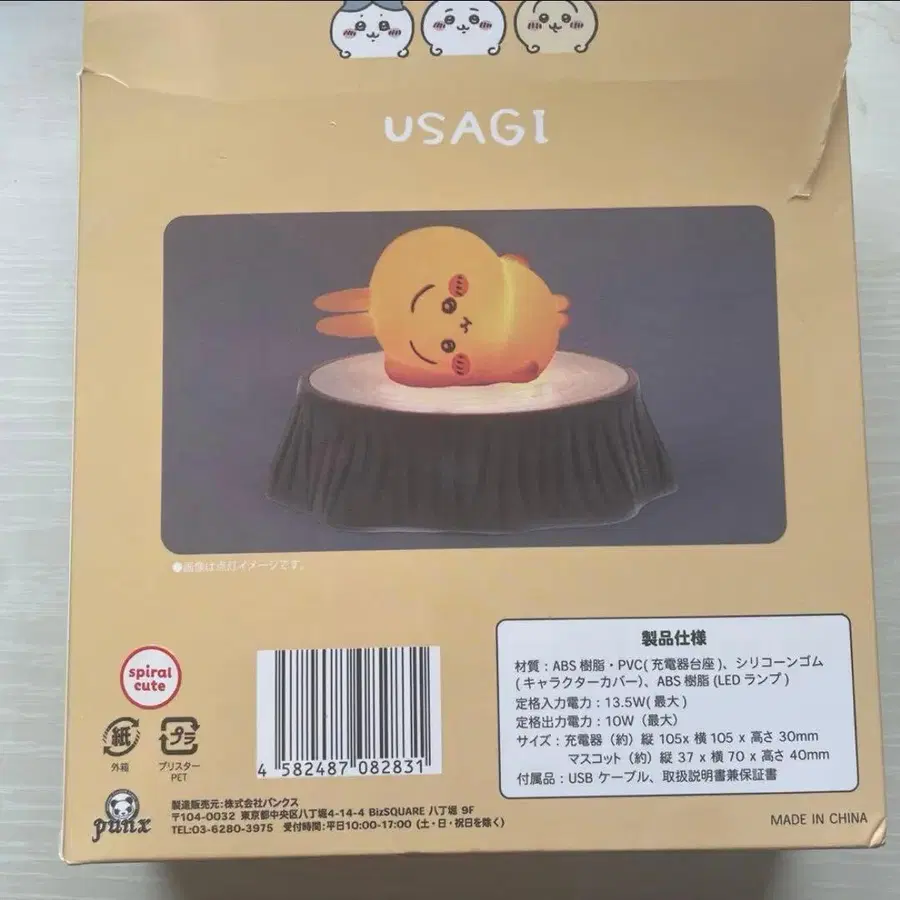 USAGI
●画像は点灯イメージです。
spiral
cute
紙
外箱
プラ
ブリスター
PET
4 582487 082831
製品仕様
材質：ABS 樹脂・PVC( 充電器台座 )、シリコーンゴム
( キャラクターカバー )、ABS 樹脂 (LED ランプ )
定格入力電力：13.5W( 最大 )
定格出力電力：10W（最大）
サイズ：充電器（約）縦 105x 横 105 x 高さ 30mm
マスコット（約）縦 37 x 横 70 x 高さ 40mm
付属品：USB ケーブル、取扱説明書兼保証書
punx
製造販売元：株式会社パンクス
〒104-0032 東京都中央区八丁堀4-14-4 BizSQUARE 八丁堀 9F
TEL:03-6280-3975 受付時間：平日10:00-17:00 (土・日・祝日を除く)
MADE IN CHINA